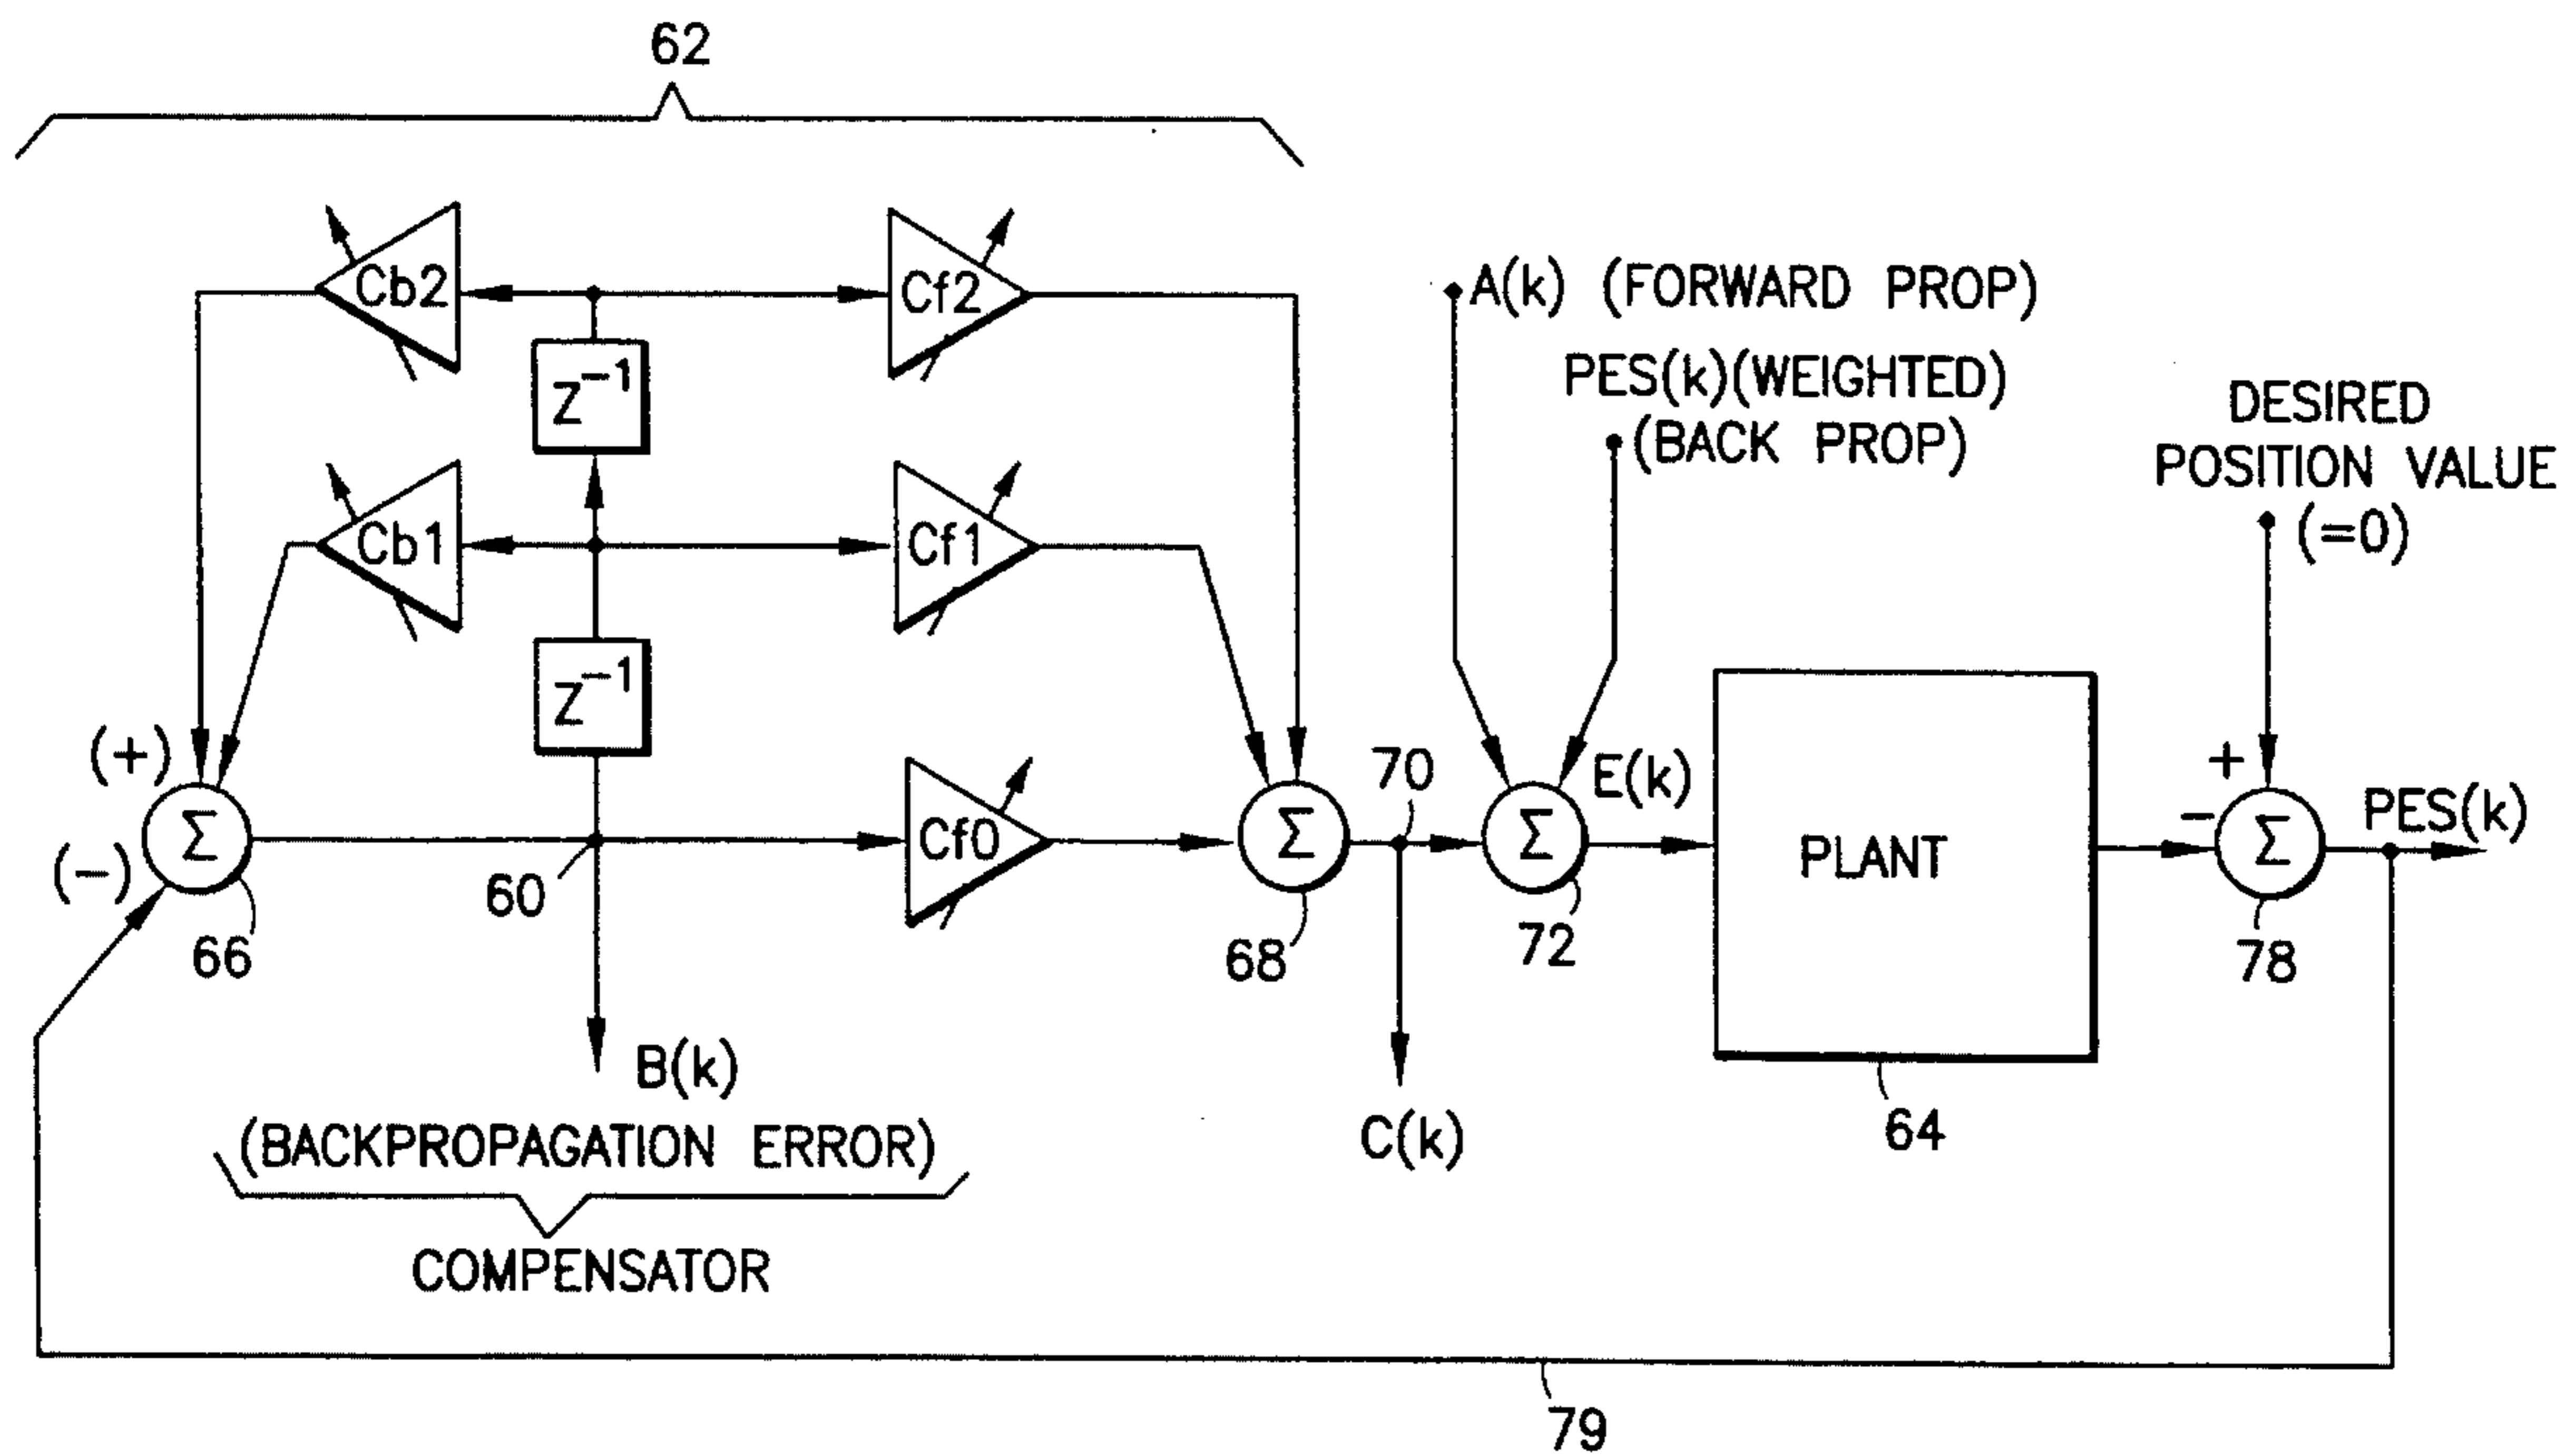 62
Cb2
Cf2
A(k) (FORWARD PROP)
PES(k)(WEIGHTED)
(BACK PROP)
Z⁻¹
DESIRED
POSITION VALUE
(=0)
Cb1
Cf1
Z⁻¹
(+)
(-)
Σ
66
60
Cf0
Σ
68
70
Σ
72
E(k)
PLANT
64
+
-
Σ
78
PES(k)
B(k)
(BACKPROPAGATION ERROR)
COMPENSATOR
C(k)
79